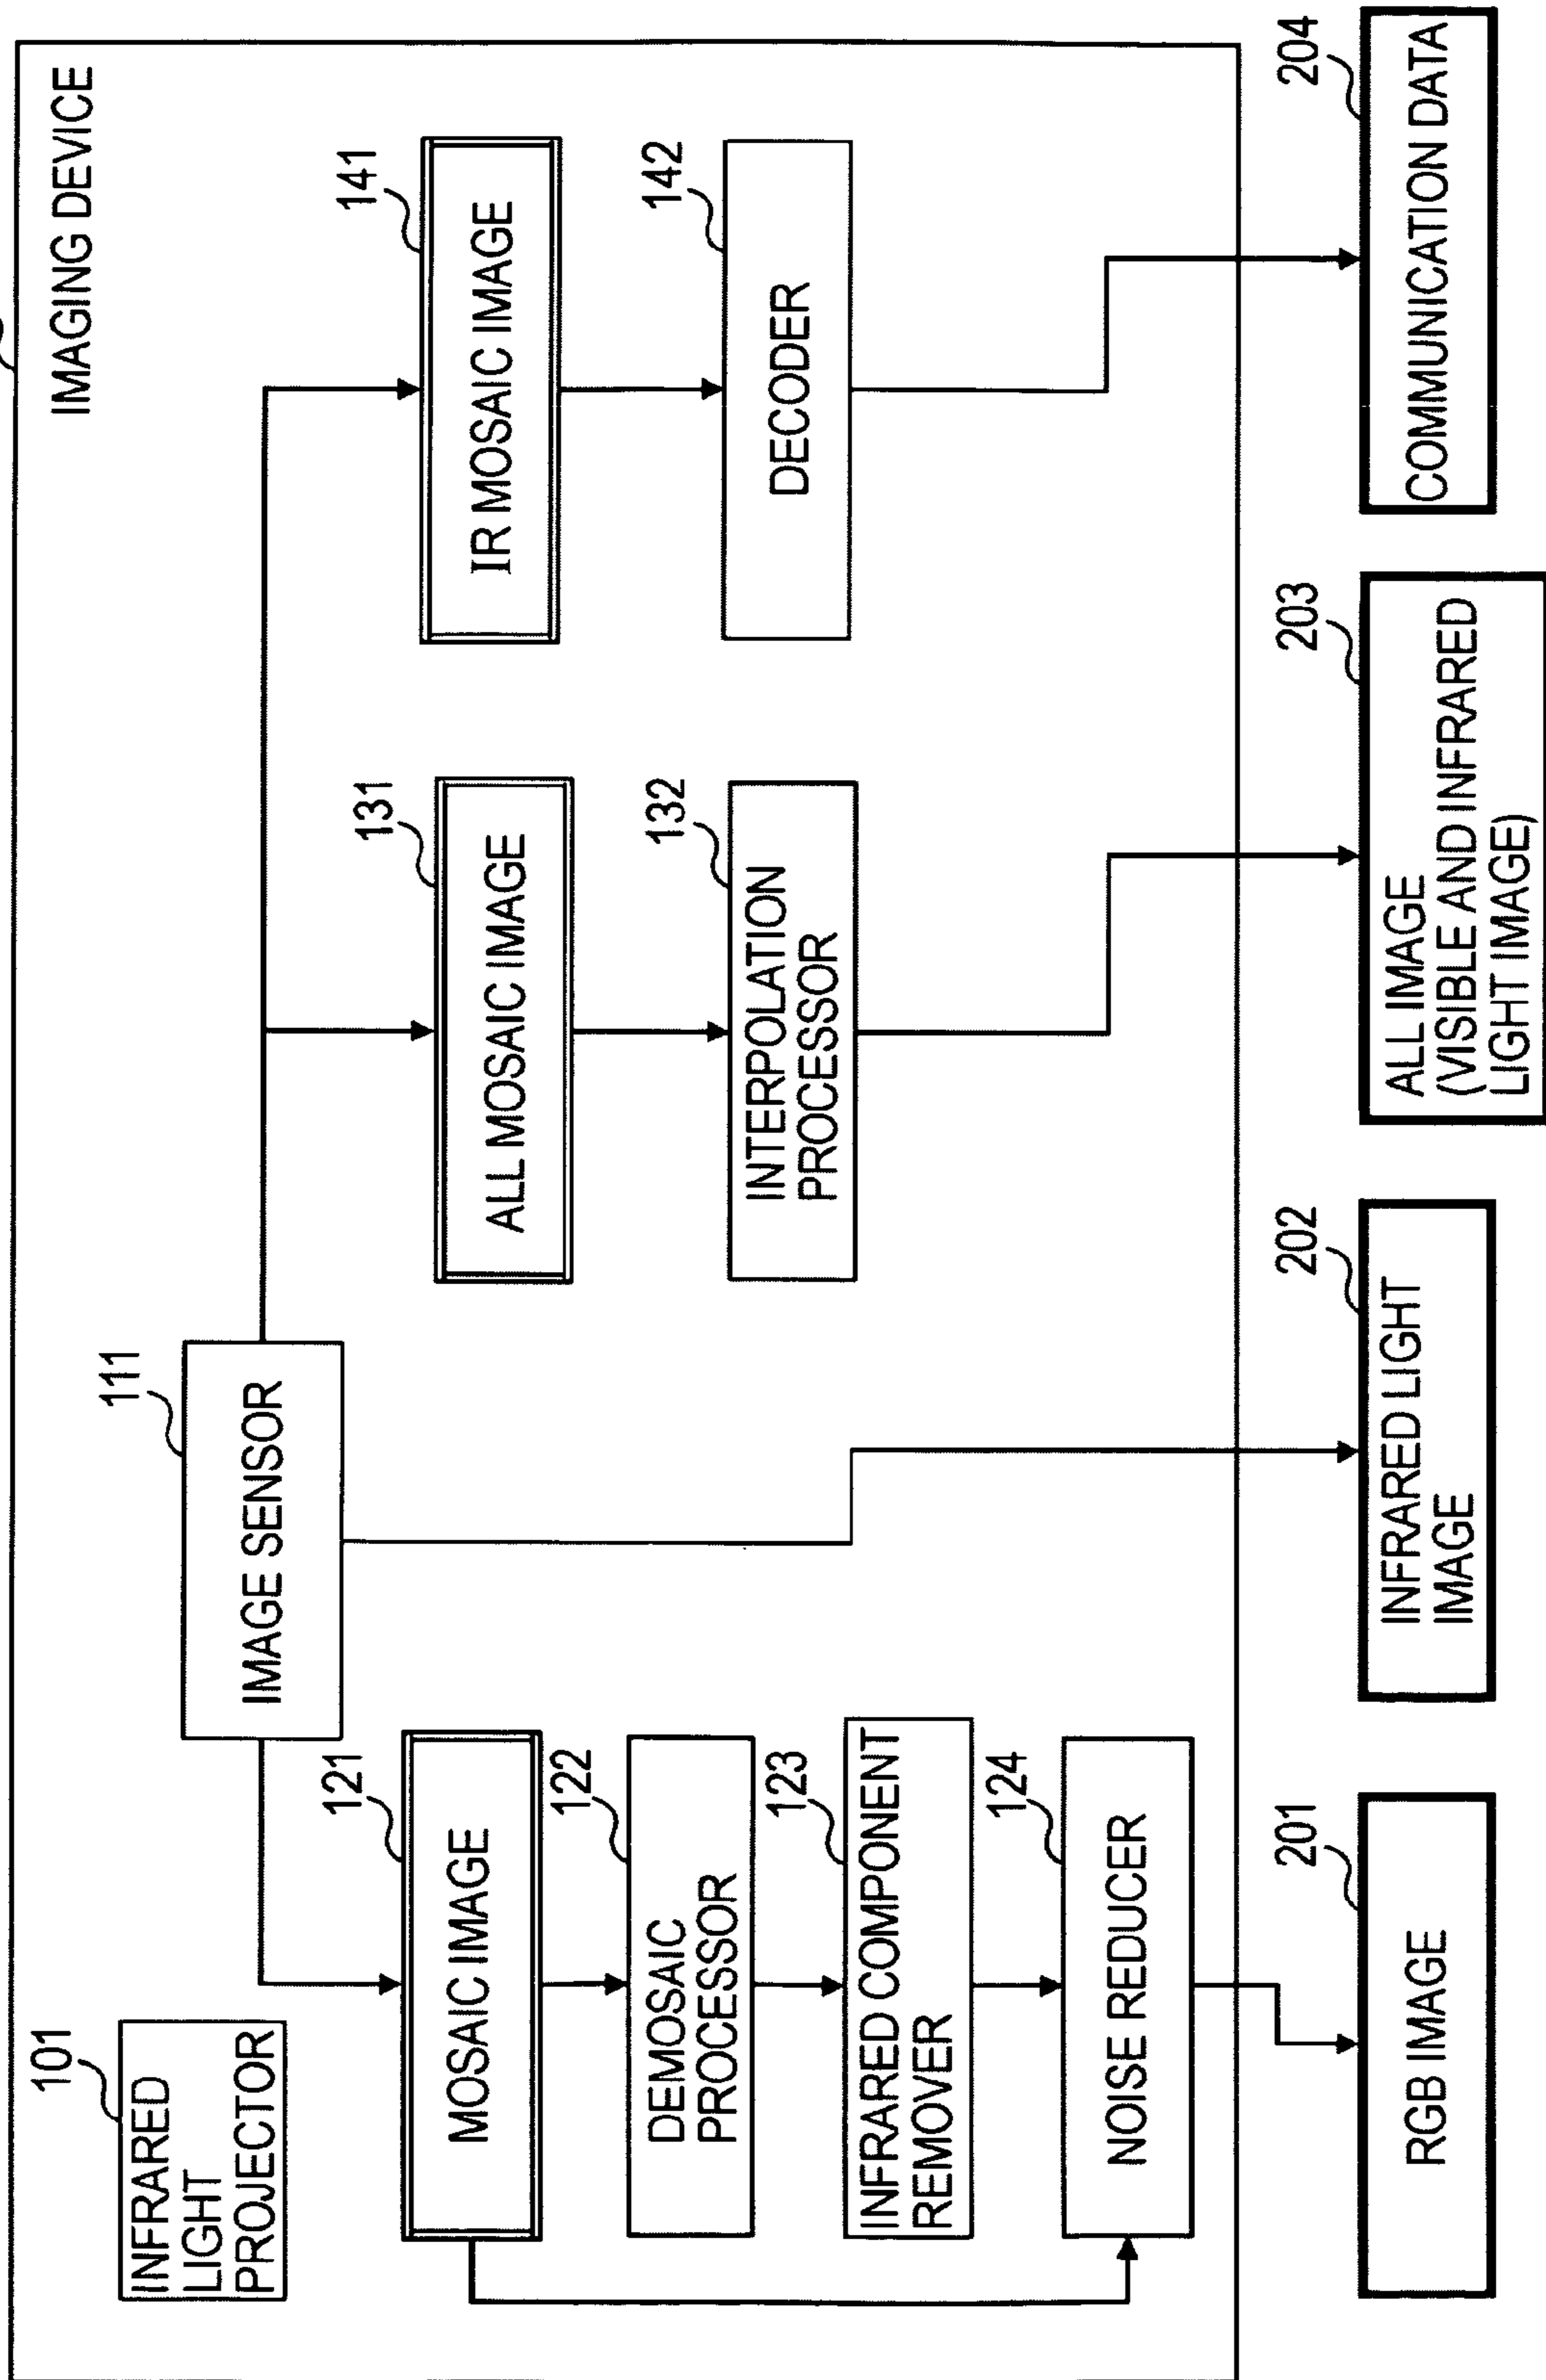 IMAGING DEVICE
101
INFRARED
LIGHT
PROJECTOR
111
IMAGE SENSOR
121
MOSAIC IMAGE
122
DEMOSAIC
PROCESSOR
123
INFRARED COMPONENT
REMOVER
124
NOISE REDUCER
131
ALL MOSAIC IMAGE
132
INTERPOLATION
PROCESSOR
141
IR MOSAIC IMAGE
142
DECODER
201
RGB IMAGE
202
INFRARED LIGHT
IMAGE
203
ALL IMAGE
(VISIBLE AND INFRARED
LIGHT IMAGE)
204
COMMUNICATION DATA